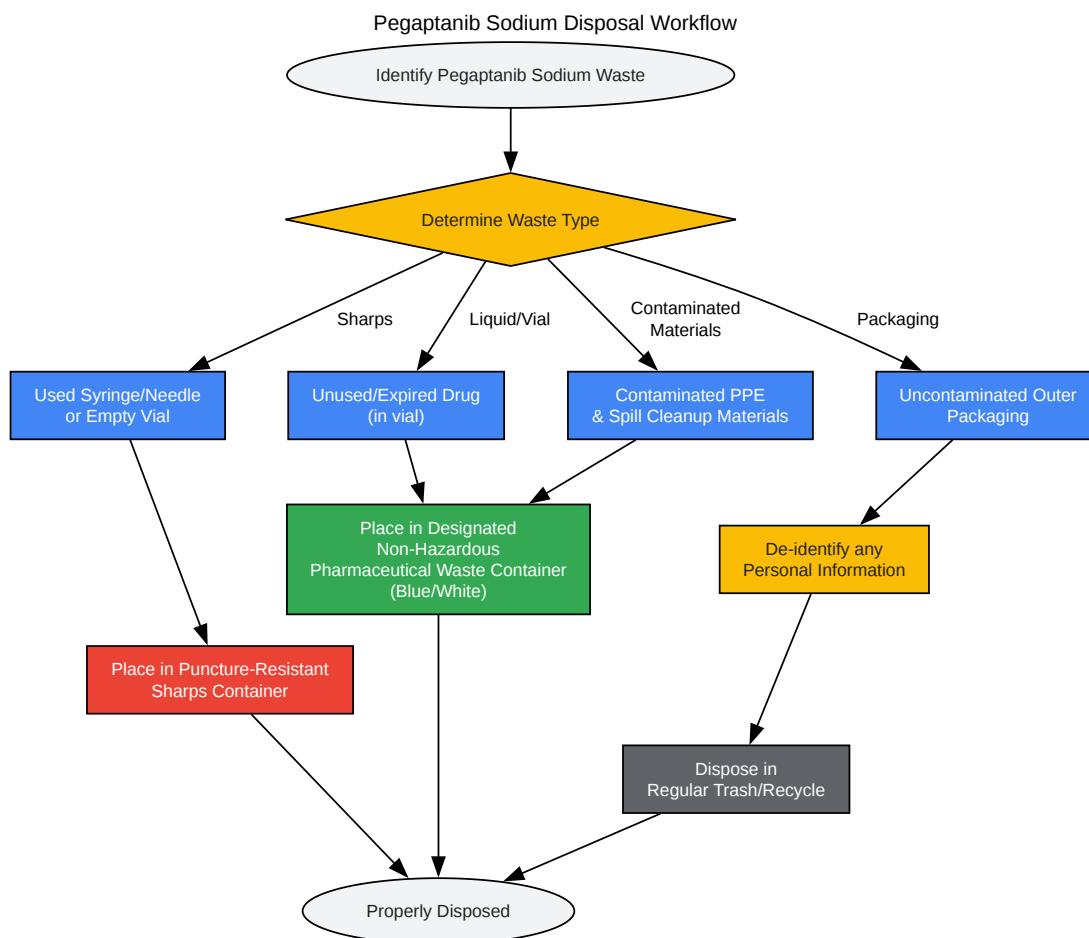 Pegaptanib Sodium Disposal Workflow
Identify Pegaptanib Sodium Waste
Determine Waste Type
Sharps
Liquid/Vial
Contaminated
Materials
Packaging
Used Syringe/Needle
or Empty Vial
Unused/Expired Drug
(in vial)
Contaminated PPE
& Spill Cleanup Materials
Uncontaminated Outer
Packaging
Place in Designated
Non-Hazardous
Pharmaceutical Waste Container
(Blue/White)
De-identify any
Personal Information
Place in Puncture-Resistant
Sharps Container
Dispose in
Regular Trash/Recycle
Properly Disposed